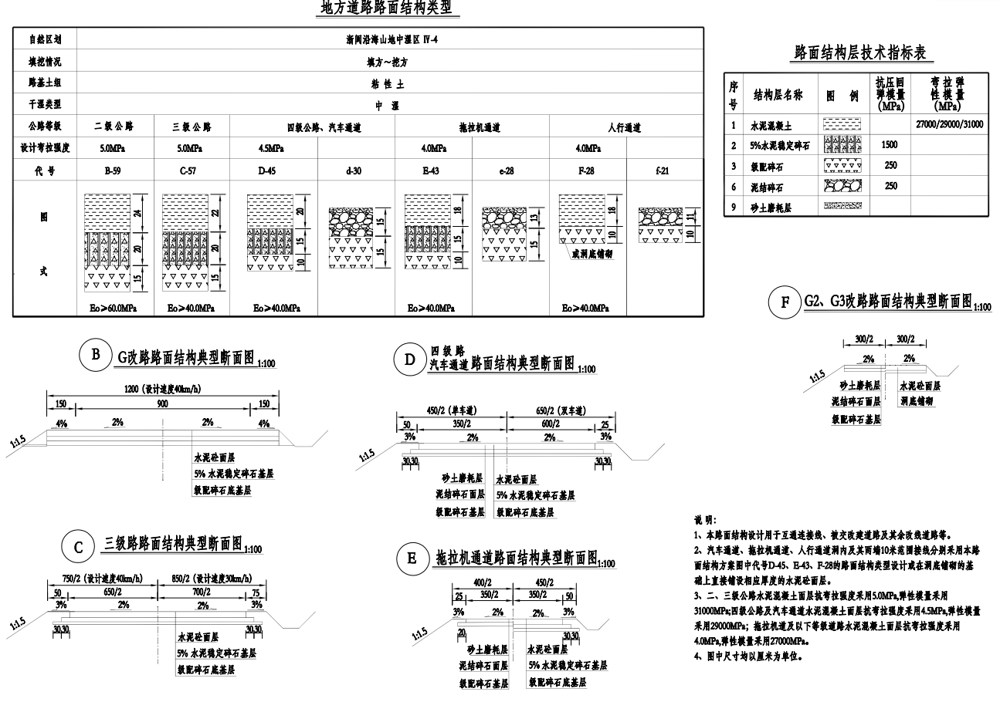 地方道路路面结构类型
自然区划 浙闽沿海山地中湿区 Ⅳ-4
填挖情况 填方～挖方
路基土组 粘 性 土
干湿类型 中 湿
公路等级 二级公路 三级公路 四级公路、汽车通道 拖拉机通道 人行通道
设计弯拉强度 5.0MPa 5.0MPa 4.5MPa 4.0MPa 4.0MPa
代 号 B-59 C-57 D-45 d-30 E-43 e-28 F-28 f-21
图 式
24 20 15
22 20 15
20 15 10
15 15
18 15 10
13 15
18 10
或洞底铺砌
11 10
Eo≥60.0MPa Eo≥40.0MPa Eo≥40.0MPa Eo≥40.0MPa Eo≥40.0MPa
路面结构层技术指标表
序号 结构层名称 图 例 抗压回弹模量(MPa) 弯拉弹性模量(MPa)
1 水泥混凝土 27000/29000/31000
2 5%水泥稳定碎石 1500
3 级配碎石 250
6 泥结碎石 250
9 砂土磨耗层
F G2、G3改路路面结构典型断面图 1:100
300/2 300/2
2% 2%
1:1.5
砂土磨耗层 水泥砼面层
泥结碎石面层 洞底铺砌
级配碎石基层
B G改路路面结构典型断面图 1:100
1200（设计速度40km/h）
150 900 150
4% 2% 2% 4%
1:1.5
水泥砼面层
5% 水泥稳定碎石基层
级配碎石底基层
D 四级路
汽车通道 路面结构典型断面图 1:100
450/2（单车道） 650/2（双车道）
50 350/2 600/2 25
3% 2% 2% 3%
1:1.5
30 30 30 30
砂土磨耗层 水泥砼面层
泥结碎石面层 5% 水泥稳定碎石基层
级配碎石基层 级配碎石底基层
C 三级路路面结构典型断面图 1:100
750/2（设计速度40km/h） 850/2（设计速度30km/h）
50 650/2 700/2 75
3% 2% 2% 3%
1:1.5
30 30 30 30
水泥砼面层
5% 水泥稳定碎石基层
级配碎石底基层
E 拖拉机通道路面结构典型断面图 1:100
400/2 450/2
25 350/2 350/2 50
3% 2% 2% 3%
1:1.5
20 30 30
砂土磨耗层 水泥砼面层
泥结碎石面层 5% 水泥稳定碎石基层
级配碎石基层 级配碎石底基层
说 明：
1、本路面结构设计用于互通连接线、被交改建道路及其余改线道路等。
2、汽车通道、拖拉机通道、人行通道洞内及其两端10米范围接线分别采用本路
面结构方案图中代号D-45、E-43、F-28的路面结构类型设计或在洞底铺砌的基
础上直接铺设相应厚度的水泥砼面层。
3、二、三级公路水泥混凝土面层抗弯拉强度采用5.0MPa,弹性模量采用
31000MPa;四级公路及汽车通道水泥混凝土面层抗弯拉强度采用4.5MPa,弹性模量
采用29000MPa；拖拉机道及以下等级道路水泥混凝土面层抗弯拉强度采用
4.0MPa,弹性模量采用27000MPa。
4、图中尺寸均以厘米为单位。